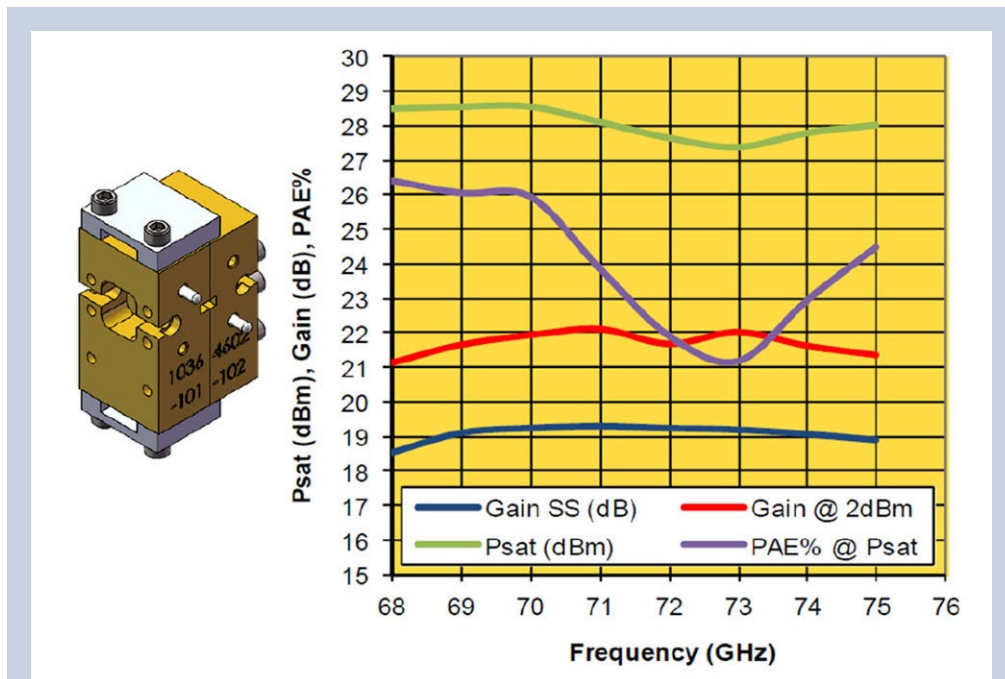 30
29
28
27
26
25
24
23
22
21
20
19
18
17
16
15
Psat (dBm), Gain (dB), PAE%
1036
-101
4602
-102
Gain SS (dB)
Gain @ 2dBm
Psat (dBm)
PAE% @ Psat
68 69 70 71 72 73 74 75 76
Frequency (GHz)